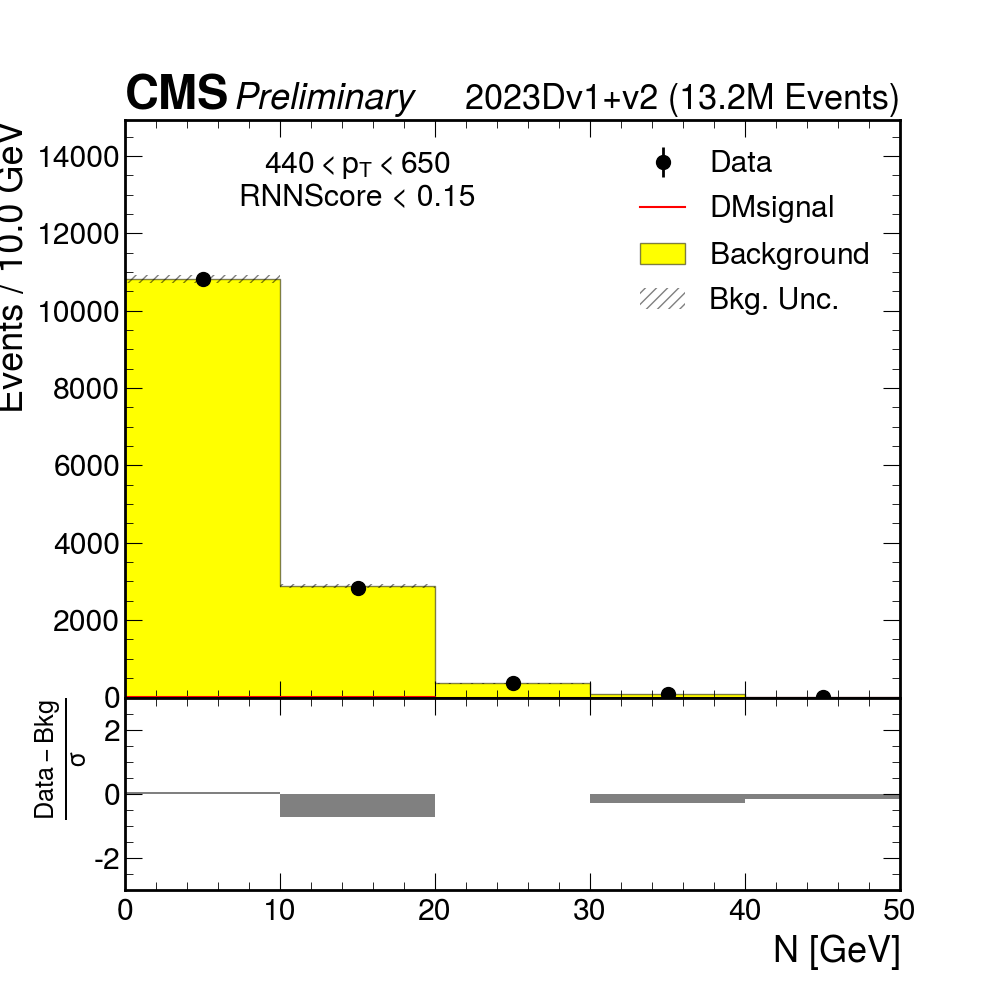 CMS Preliminary 2023Dv1+v2 (13.2M Events)
Events / 10.0 GeV
440 < pT < 650
RNNScore < 0.15
Data
DMsignal
Background
Bkg. Unc.
14000
12000
10000
8000
6000
4000
2000
0
Data – Bkg
σ
2
0
-2
0 10 20 30 40 50
N [GeV]